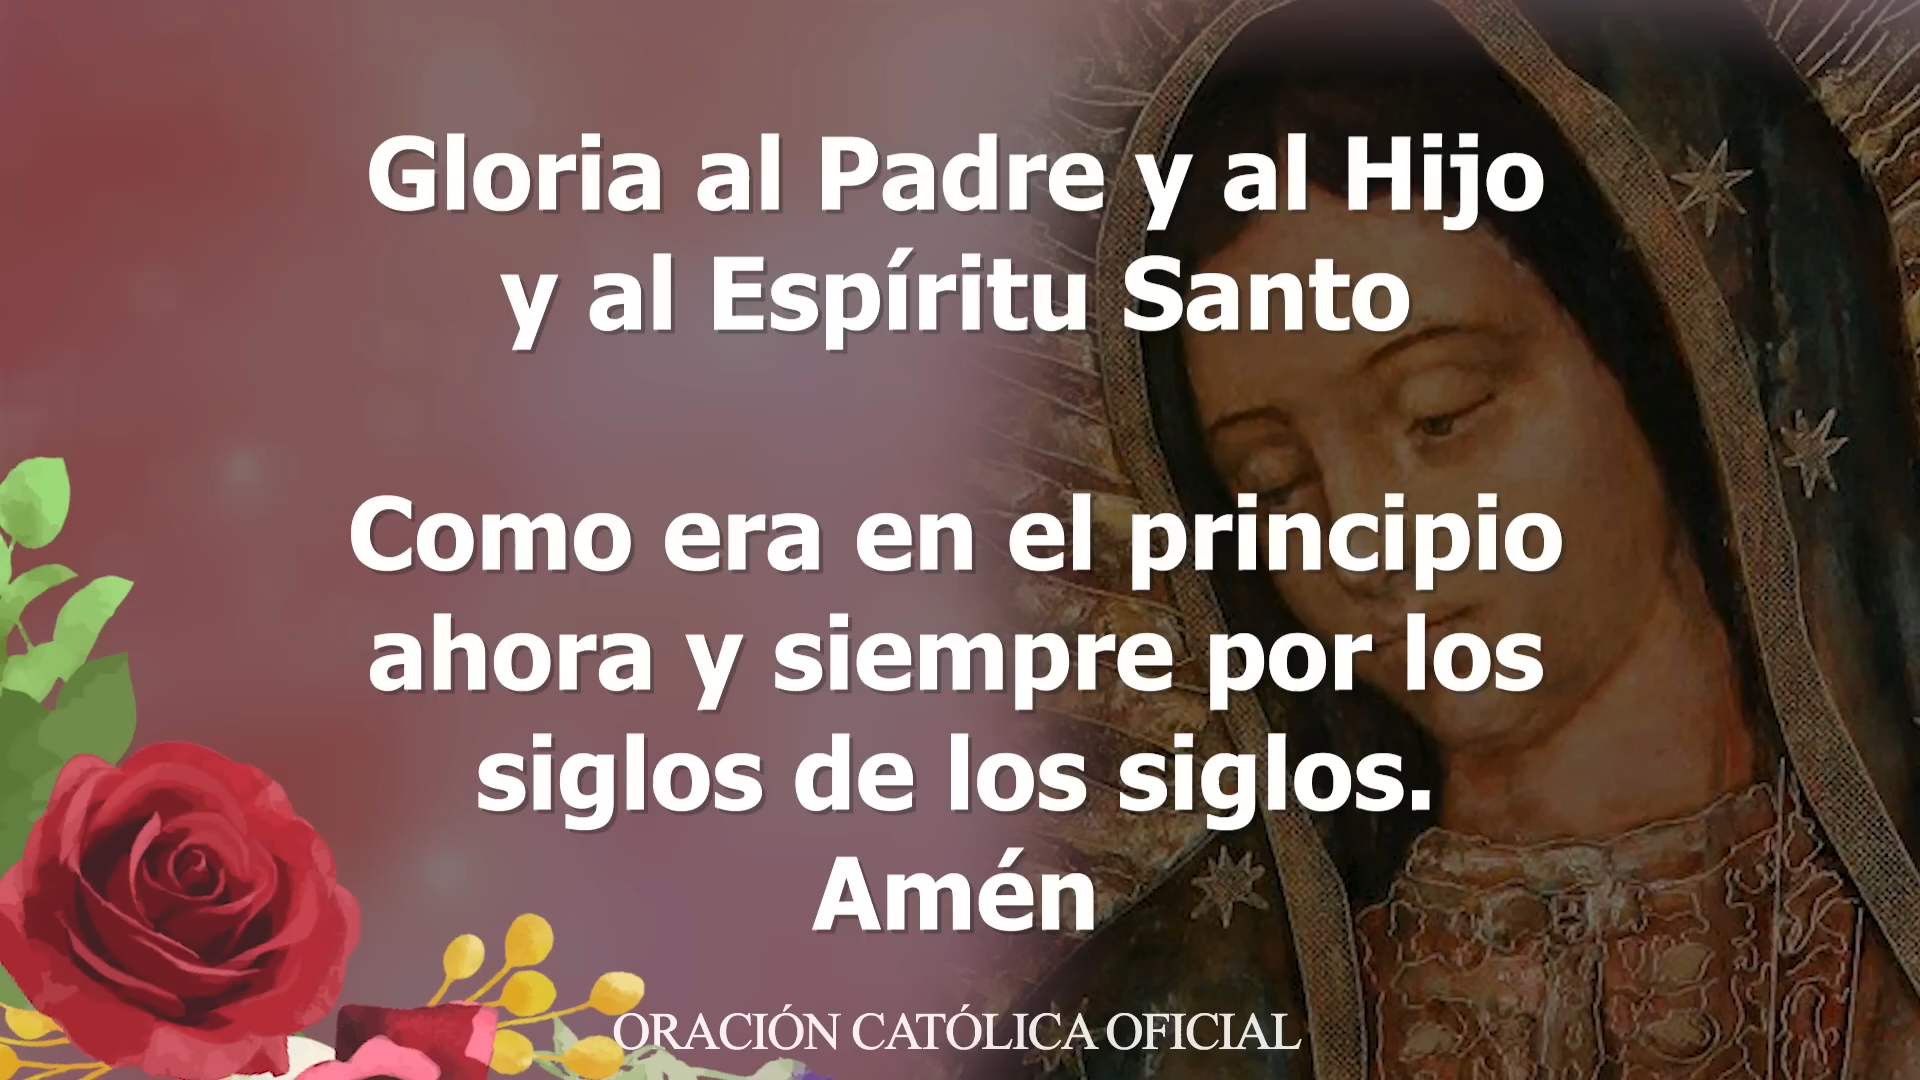 Gloria al Padre y al Hijo
y al Espíritu Santo
Como era en el principio
ahora y siempre por los
siglos de los siglos.
Amén
ORACIÓN CATÓLICA OFICIAL